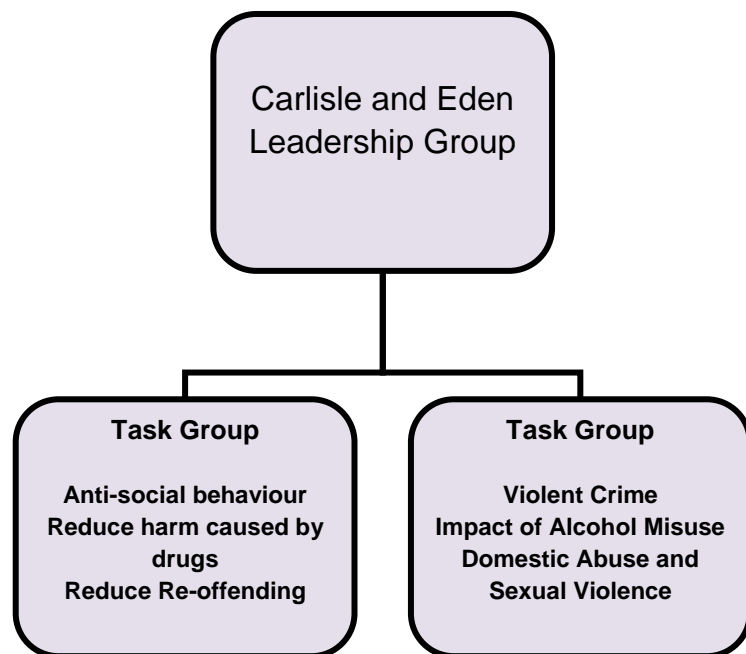 Carlisle and Eden
Leadership Group
Task Group
Anti-social behaviour
Reduce harm caused by
drugs
Reduce Re-offending
Task Group
Violent Crime
Impact of Alcohol Misuse
Domestic Abuse and
Sexual Violence